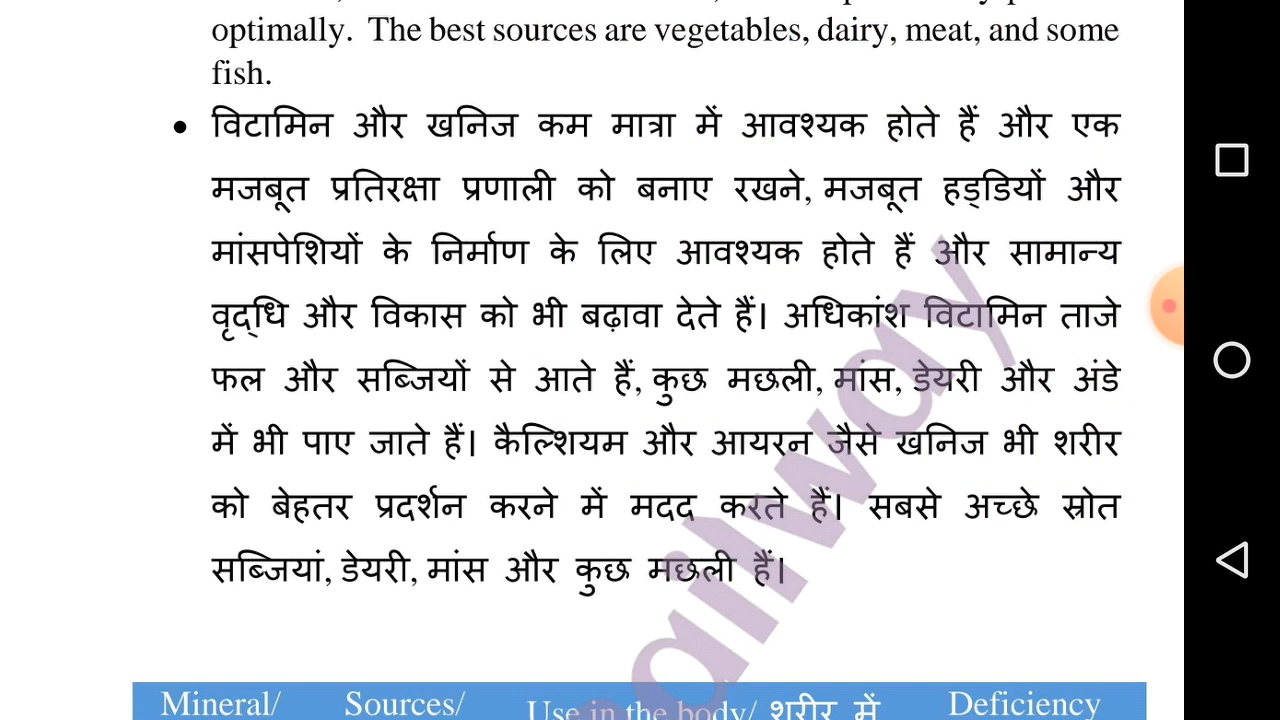 optimally. The best sources are vegetables, dairy, meat, and some
fish.
• विटामिन और खनिज कम मात्रा में आवश्यक होते हैं और एक
मजबूत प्रतिरक्षा प्रणाली को बनाए रखने, मजबूत हड्डियों और
मांसपेशियों के निर्माण के लिए आवश्यक होते हैं और सामान्य
वृद्धि और विकास को भी बढ़ावा देते हैं। अधिकांश विटामिन ताजे
फल और सब्जियों से आते हैं, कुछ मछली, मांस, डेयरी और अंडे
में भी पाए जाते हैं। कैल्शियम और आयरन जैसे खनिज भी शरीर
को बेहतर प्रदर्शन करने में मदद करते हैं। सबसे अच्छे स्रोत
सब्जियां, डेयरी, मांस और कुछ मछली हैं।
ailway
Mineral/ Sources/ Use in the body/ शरीर में Deficiency